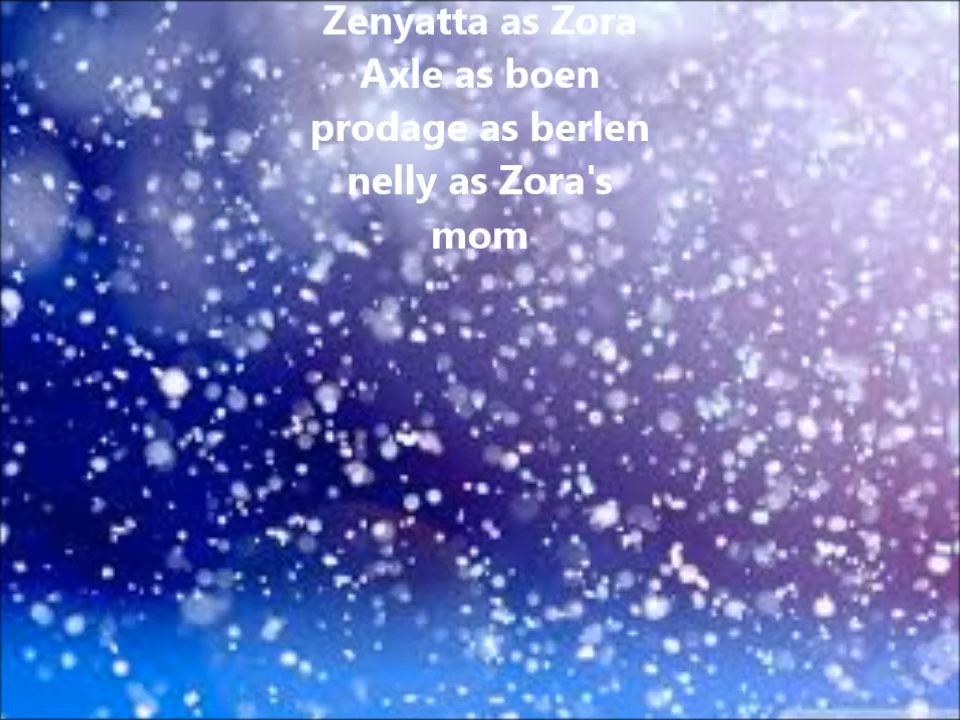 Zenyatta as Zora
Axle as boen
prodage as berlen
nelly as Zora's
mom